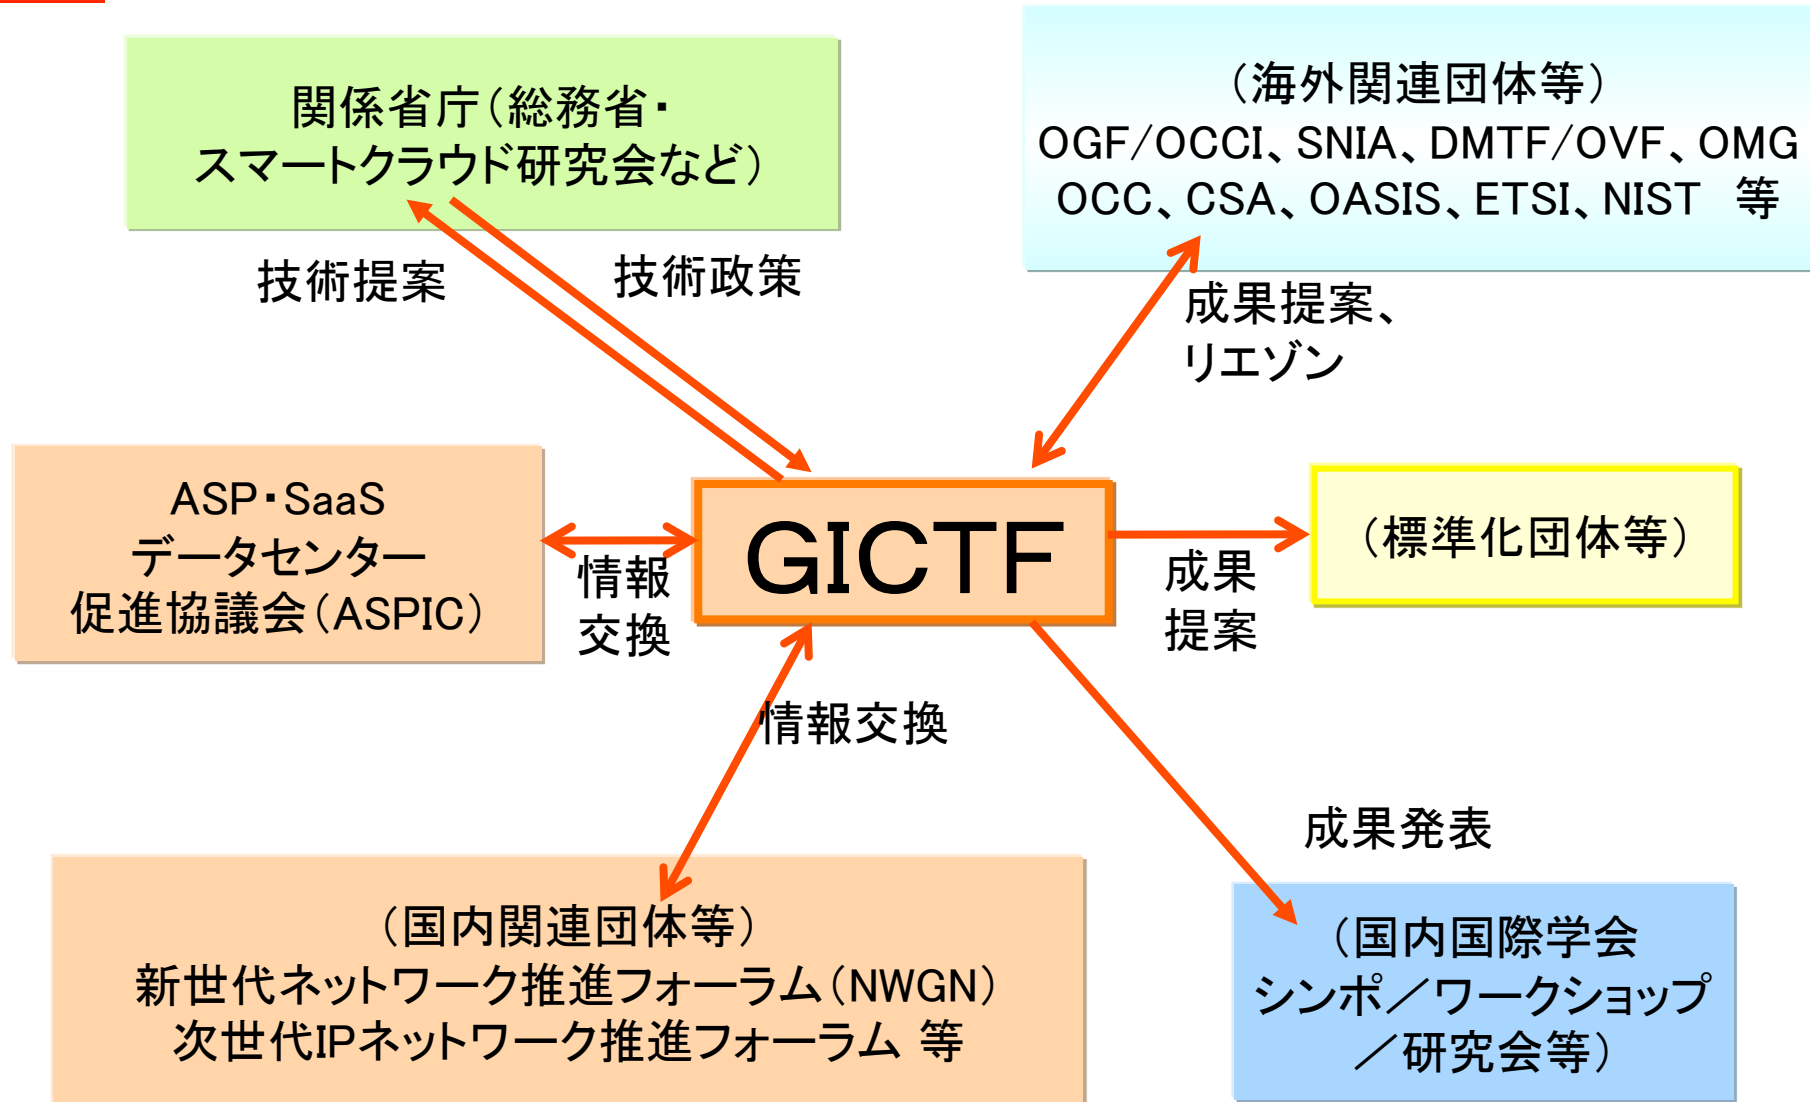 関係省庁（総務省・
スマートクラウド研究会など）
（海外関連団体等）
OGF/OCCI、SNIA、DMTF/OVF、OMG
OCC、CSA、OASIS、ETSI、NIST　等
技術提案
技術政策
成果提案、
リエゾン
ASP・SaaS
データセンター
促進協議会（ASPIC）
情報
交換
GICTF
成果
提案
（標準化団体等）
情報交換
成果発表
（国内関連団体等）
新世代ネットワーク推進フォーラム（NWGN）
次世代IPネットワーク推進フォーラム 等
（国内国際学会
シンポ／ワークショップ
／研究会等）